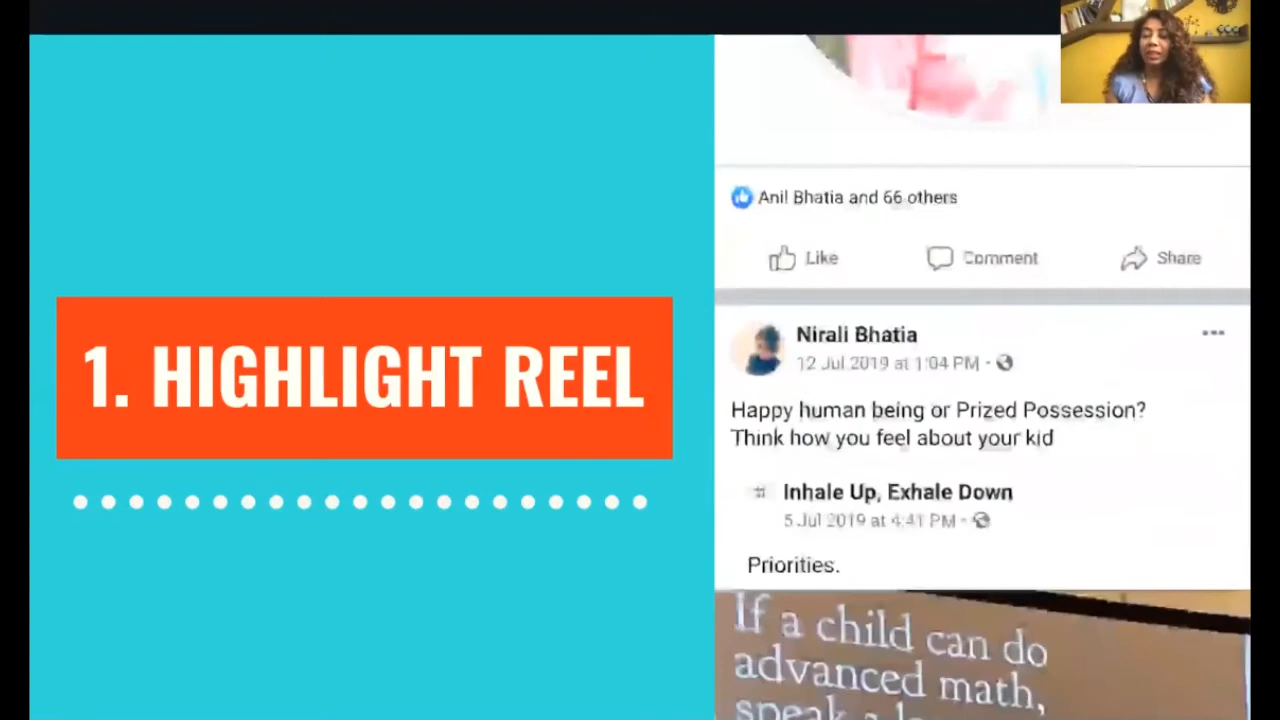 1. HIGHLIGHT REEL
Anil Bhatia and 66 others
Like
Comment
Share
Nirali Bhatia
12 Jul 2019 at 1:04 PM
Happy human being or Prized Possession?
Think how you feel about your kid
Inhale Up, Exhale Down
5 Jul 2019 at 4:41 PM
Priorities.
If a child can do
advanced math,
speak a